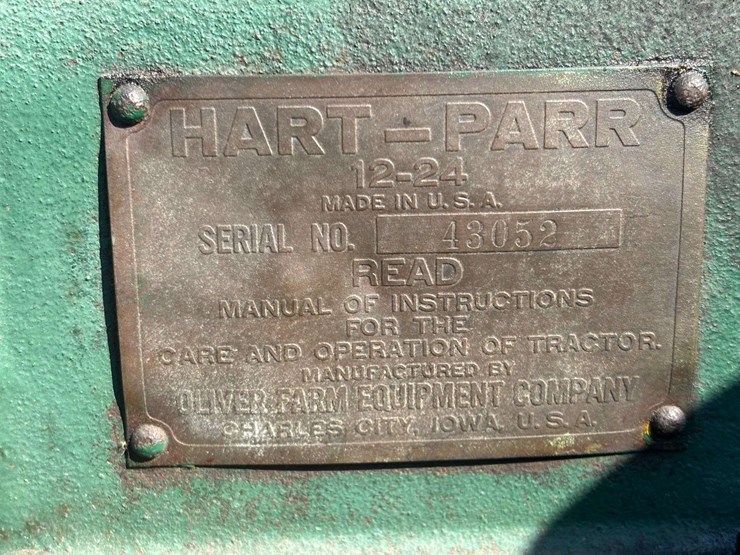 HART-PARR
12-24
MADE IN U.S.A.
SERIAL NO. 43052
READ
MANUAL OF INSTRUCTIONS
FOR THE
CARE AND OPERATION OF TRACTOR.
MANUFACTURED BY
OLIVER FARM EQUIPMENT COMPANY
CHARLES CITY, IOWA, U.S.A.